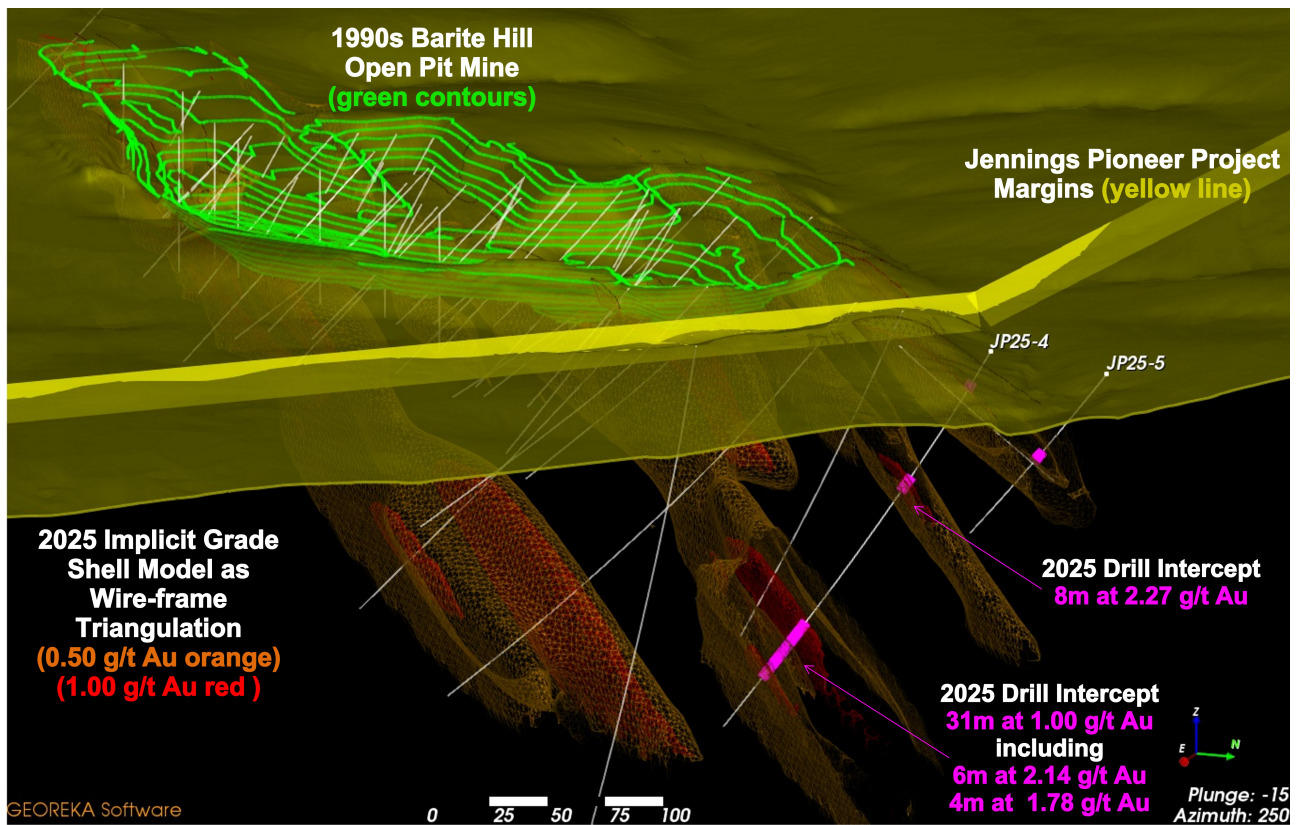 1990s Barite Hill
Open Pit Mine
(green contours)
Jennings Pioneer Project
Margins (yellow line)
JP25-4
JP25-5
2025 Implicit Grade
Shell Model as
Wire-frame
Triangulation
(0.50 g/t Au orange)
(1.00 g/t Au red )
2025 Drill Intercept
8m at 2.27 g/t Au
2025 Drill Intercept
31m at 1.00 g/t Au
including
6m at 2.14 g/t Au
4m at 1.78 g/t Au
Z
E
N
Plunge: -15
Azimuth: 250
GEOREKA Software
0 25 50 75 100